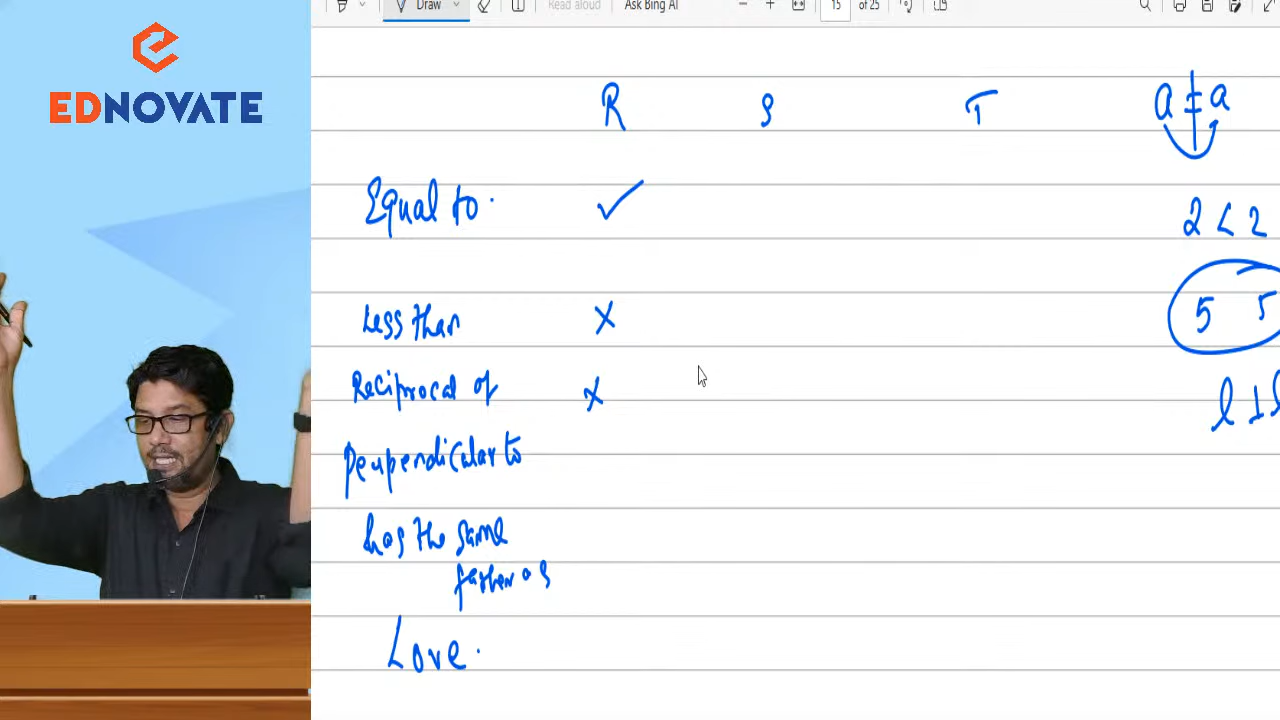 Draw
Read aloud
Ask Bing AI
15
of 25
EDNOVATE
R S T a ‡ a
Equal to. ✓
2 < 2
less than X
5 5
Reciprocal of X
l ⊥ l
perpendicular to
has the same
father as
Love.